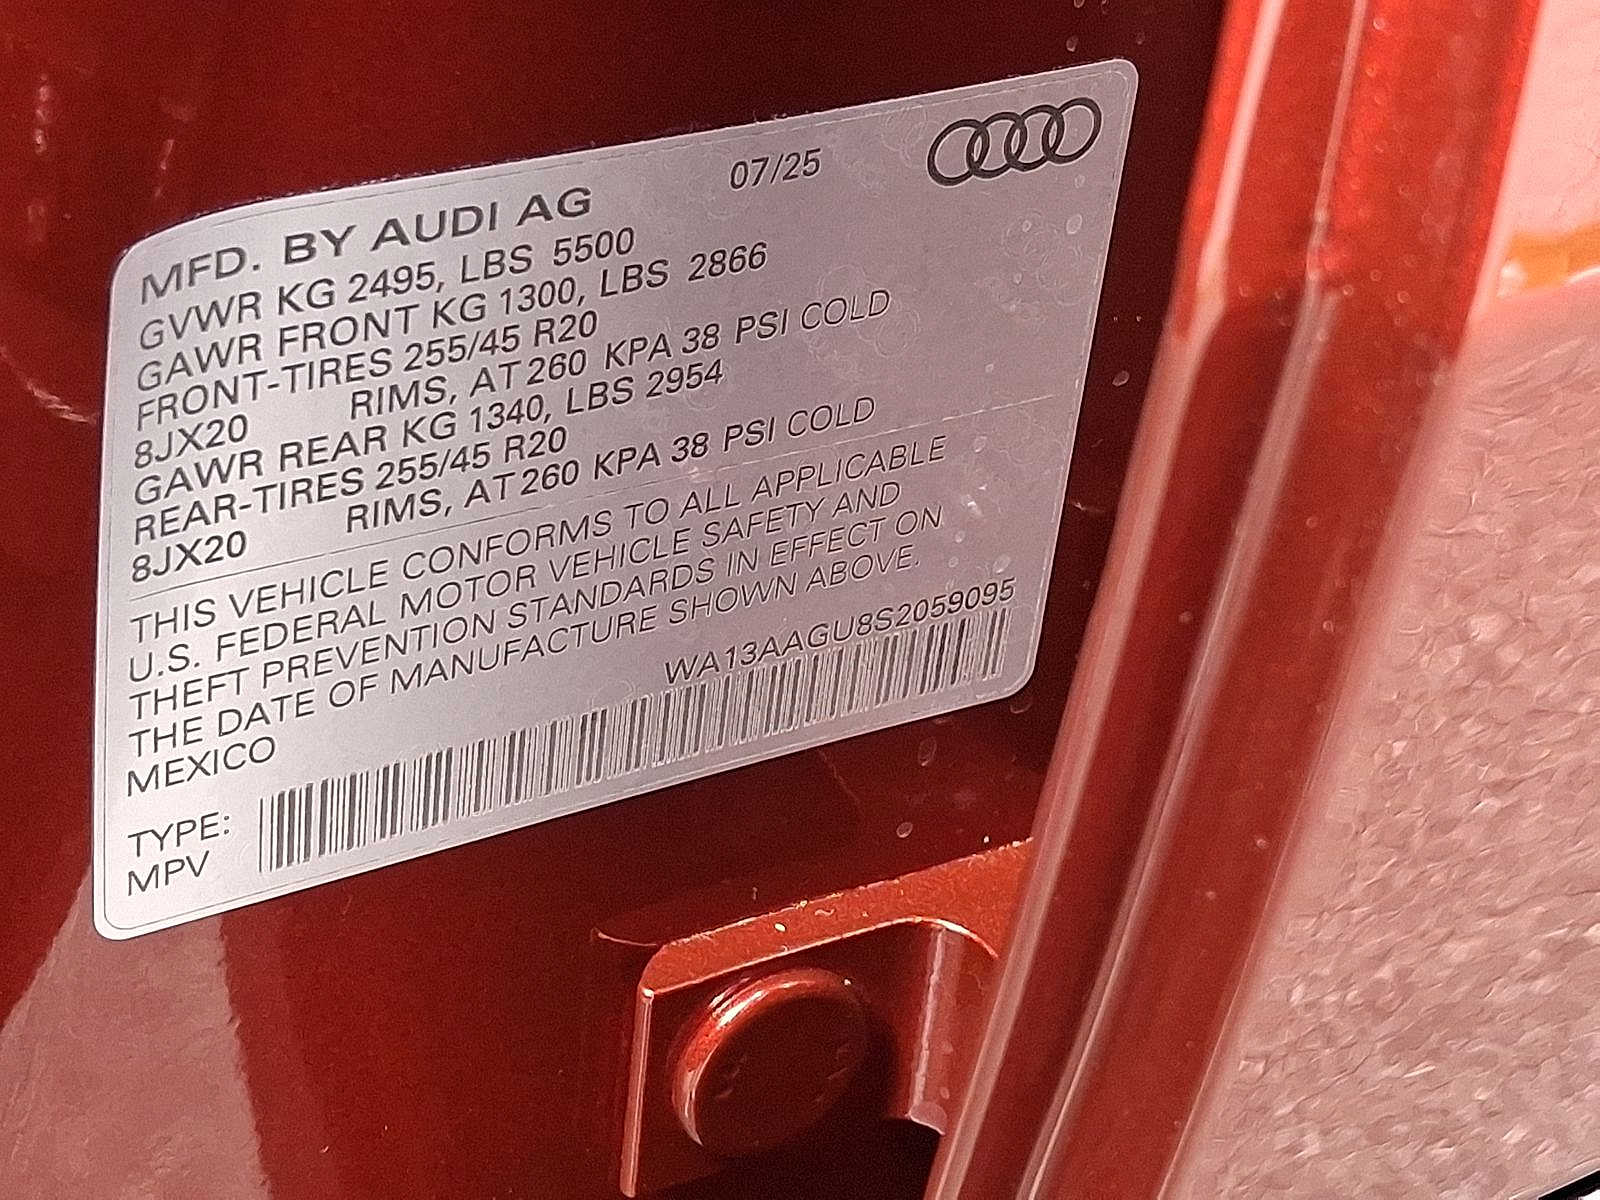 07/25
MFD. BY AUDI AG
GVWR KG 2495, LBS 5500
GAWR FRONT KG 1300, LBS 2866
FRONT-TIRES 255/45 R20
8JX20 RIMS, AT 260 KPA 38 PSI COLD
GAWR REAR KG 1340, LBS 2954
REAR-TIRES 255/45 R20
8JX20 RIMS, AT 260 KPA 38 PSI COLD
THIS VEHICLE CONFORMS TO ALL APPLICABLE
U.S. FEDERAL MOTOR VEHICLE SAFETY AND
THEFT PREVENTION STANDARDS IN EFFECT ON
THE DATE OF MANUFACTURE SHOWN ABOVE.
MEXICO WA13AAGU8S2059095
TYPE:
MPV